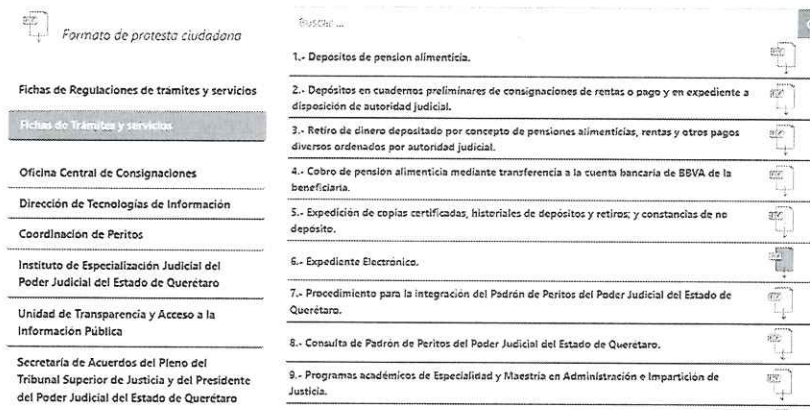 Formato de protesta ciudadana
Fichas de Regulaciones de trámites y servicios
Fichas de Trámites y servicios
Oficina Central de Consignaciones
Dirección de Tecnologías de Información
Coordinación de Peritos
Instituto de Especialización Judicial del
Poder Judicial del Estado de Querétaro
Unidad de Transparencia y Acceso a la
Información Pública
Secretaría de Acuerdos del Pleno del
Tribunal Superior de Justicia y del Presidente
del Poder Judicial del Estado de Querétaro
Buscar ...
1.- Depositos de pension alimenticia.
2.- Depósitos en cuadernos preliminares de consignaciones de rentas o pago y en expediente a
disposición de autoridad judicial.
3.- Retiro de dinero depositado por concepto de pensiones alimenticias, rentas y otros pagos
diversos ordenados por autoridad judicial.
4.- Cobro de pensión alimenticia mediante transferencia a la cuenta bancaria de BBVA de la
beneficiaria.
5.- Expedición de copias certificadas, historiales de depósitos y retiros; y constancias de no
depósito.
6.- Expediente Electrónico.
7.- Procedimiento para la integración del Padrón de Peritos del Poder Judicial del Estado de
Querétaro.
8.- Consulta de Padrón de Peritos del Poder Judicial del Estado de Querétaro.
9.- Programas académicos de Especialidad y Maestría en Administración e Impartición de
Justicia.